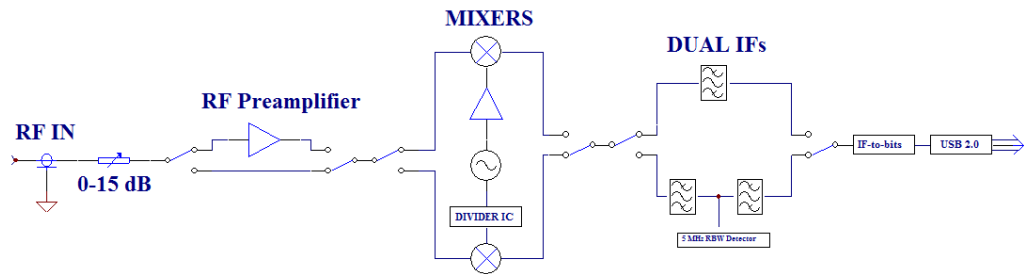 MIXERS
DUAL IFs
RF Preamplifier
RF IN
0-15 dB
IF-to-bits
USB 2.0
DIVIDER IC
5 MHz RBW Detector